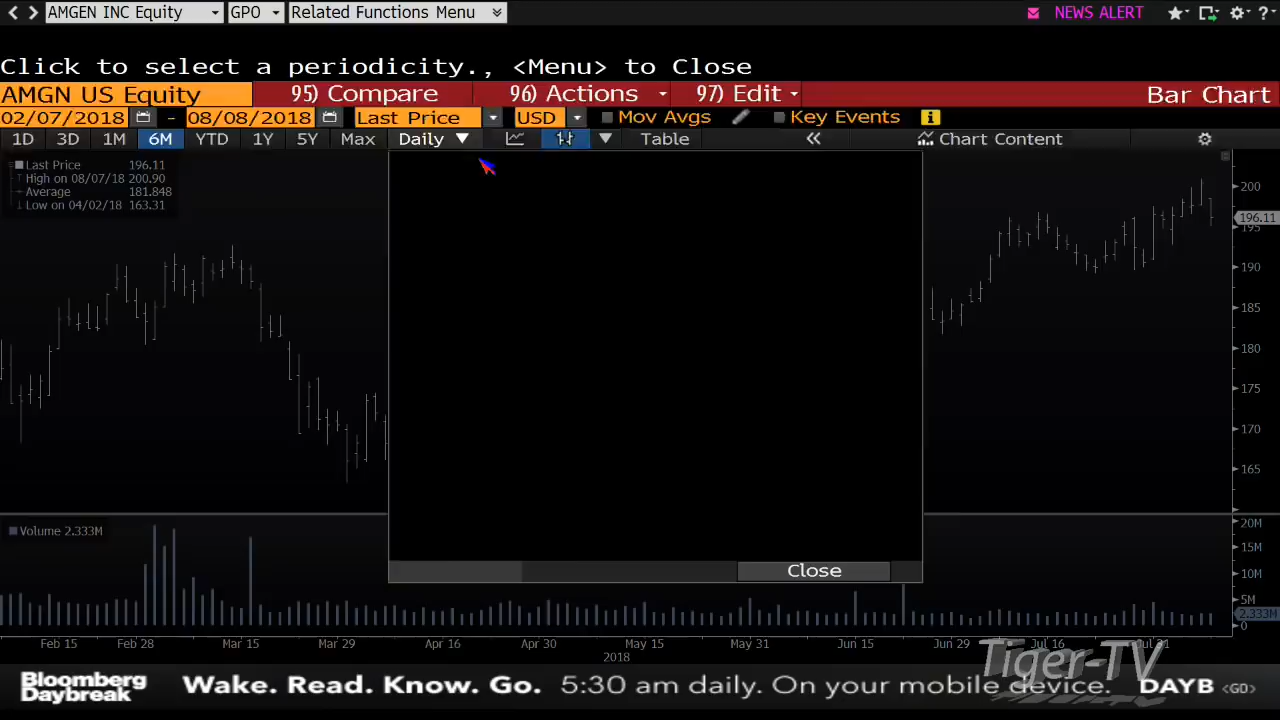 AMGEN INC Equity GPO Related Functions Menu NEWS ALERT ?
Click to select a periodicity., <Menu> to Close
AMGN US Equity 95) Compare 96) Actions 97) Edit Bar Chart
02/07/2018 - 08/08/2018 Last Price USD Mov Avgs Key Events i
1D 3D 1M 6M YTD 1Y 5Y Max Daily Table « Chart Content
Last Price 196.11
High on 08/07/18 200.90
Average 181.848
Low on 04/02/18 163.31
200
196.11
195
190
185
180
175
170
165
Volume 2.333M
20M
15M
10M
5M
2.333M
0
Close
Feb 15 Feb 28 Mar 15 Mar 29 Apr 16 Apr 30 May 15 May 31 Jun 15 Jun 29 Jul 16 Jul 31
2018
Tiger-TV
Bloomberg
Daybreak
Wake. Read. Know. Go. 5:30 am daily. On your mobile device. DAYB <GO>